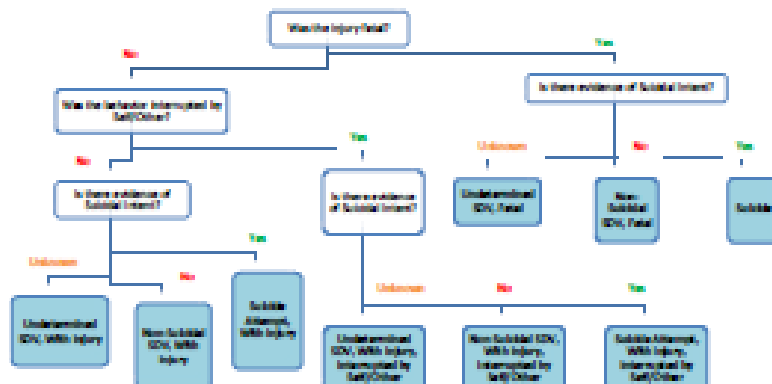 Was the Injury Fatal?
No
Yes
Is there evidence of Suicidal Intent?
Was the behavior interrupted by
Self/Other?
Unknown
No
Yes
No
Yes
Undetermined
SDV, Fatal
Non-
Suicidal
SDV, Fatal
Suicide
Is there evidence of
Suicidal Intent?
Is there evidence
of Suicidal Intent?
Unknown
No
Yes
Unknown
No
Yes
Undetermined
SDV, With Injury
Non-Suicidal
SDV, With
Injury
Suicide
Attempt,
With Injury
Undetermined
SDV, With Injury,
Interrupted by
Self/Other
Non-Suicidal SDV,
With Injury,
Interrupted by
Self/Other
Suicide Attempt,
With Injury,
Interrupted by
Self/Other